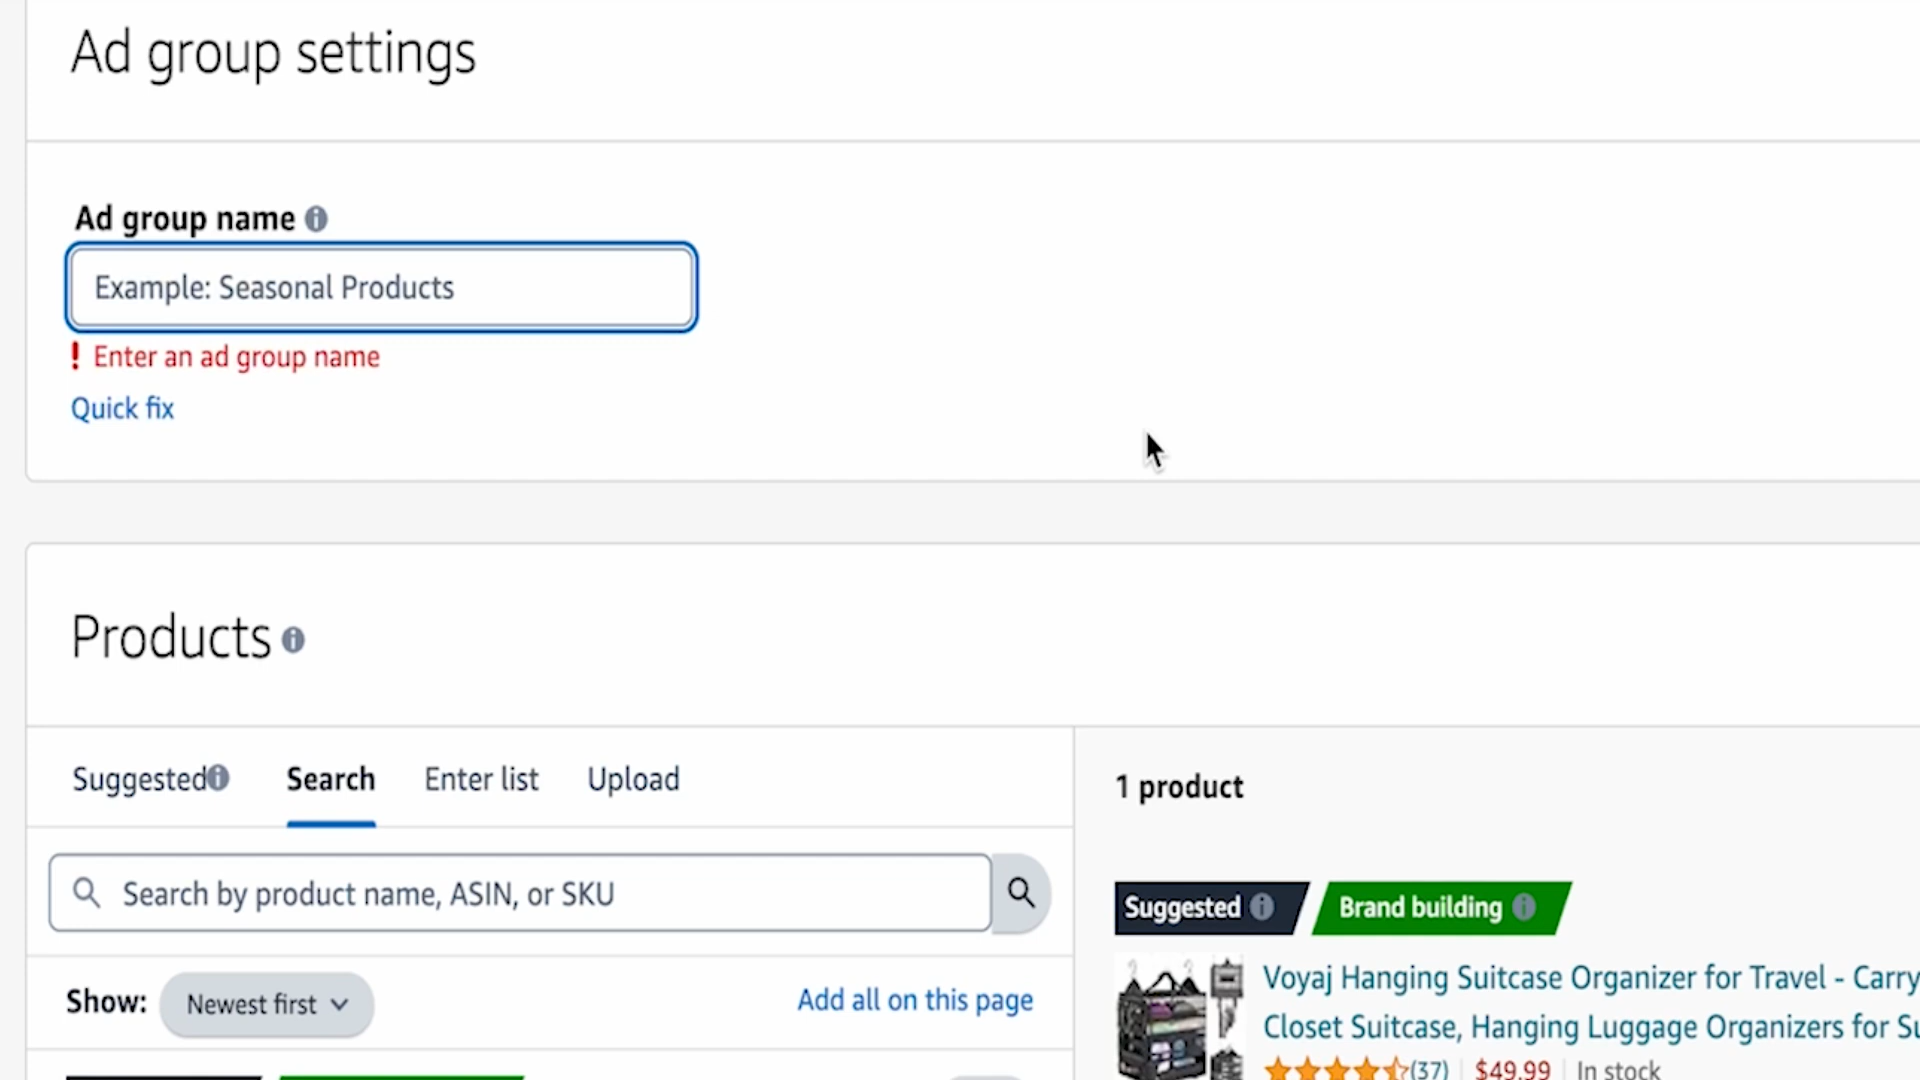 Ad group settings
Ad group name
Example: Seasonal Products
! Enter an ad group name
Quick fix
Products
Suggested Search Enter list Upload
1 product
Search by product name, ASIN, or SKU
Suggested Brand building
Show: Newest first Add all on this page
Voyaj Hanging Suitcase Organizer for Travel - Carry
Closet Suitcase, Hanging Luggage Organizers for Su
(37) $49.99 In stock